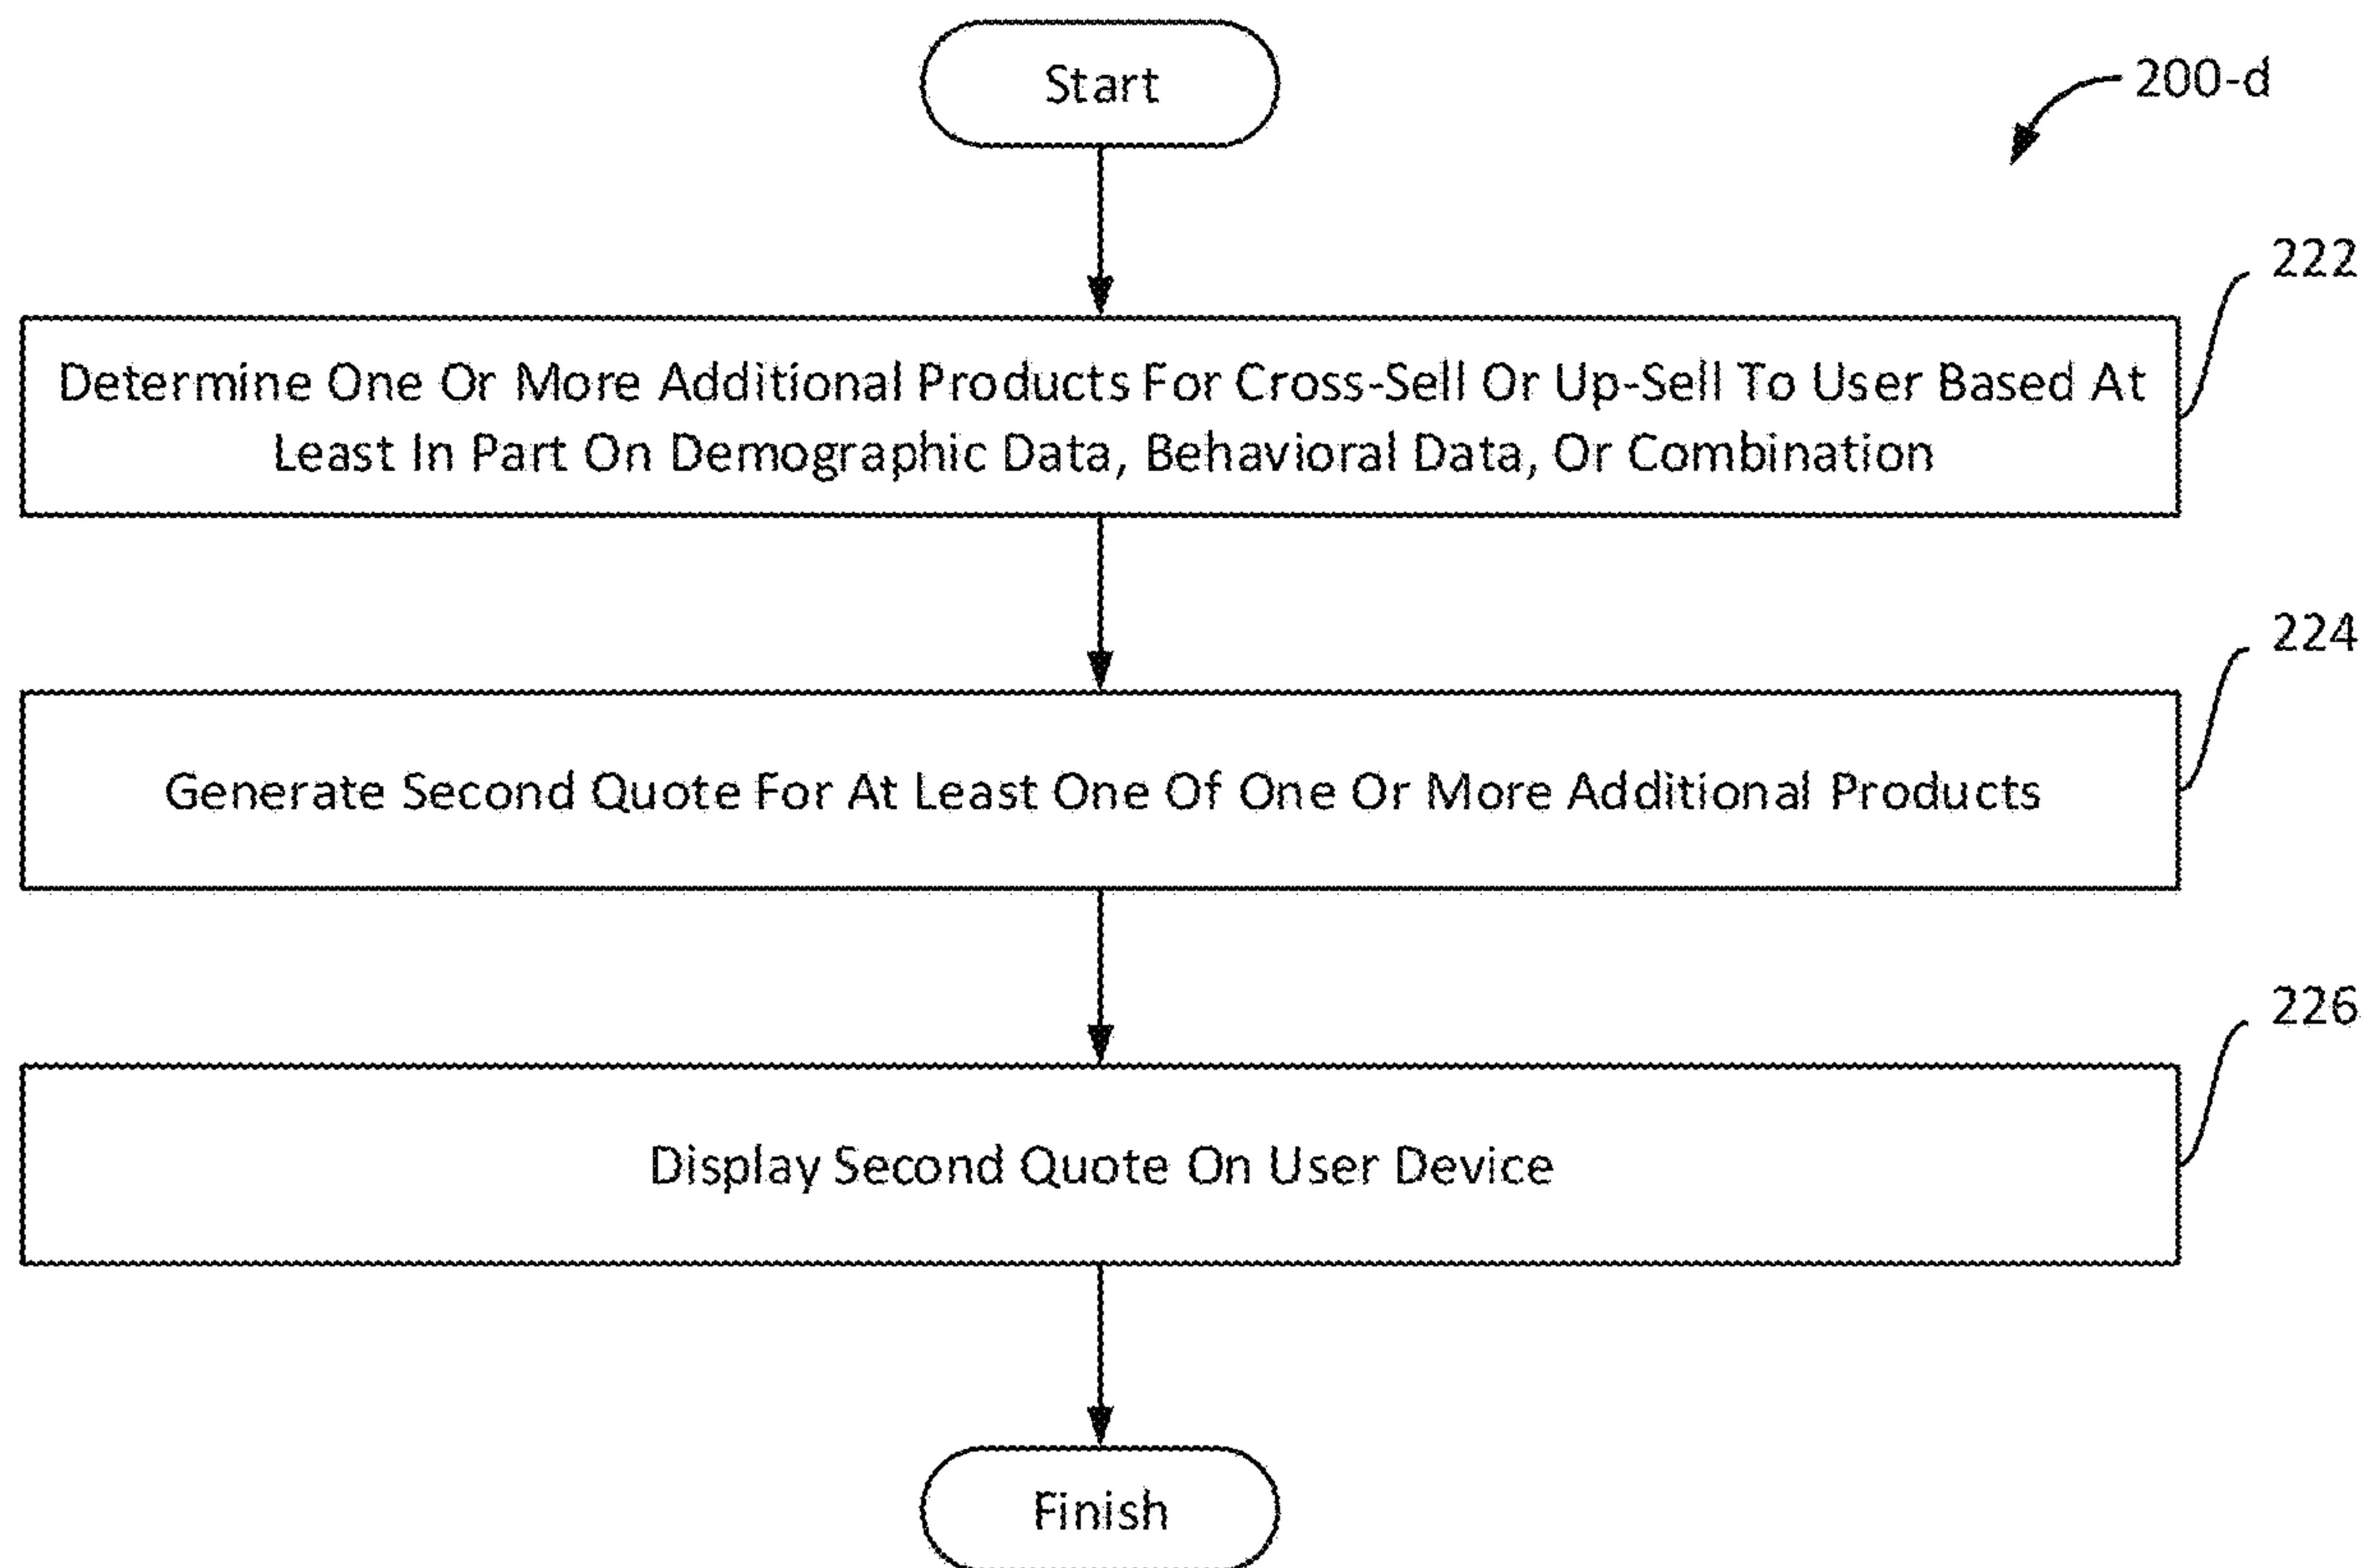 Start
200-d
222
Determine One Or More Additional Products For Cross-Sell Or Up-Sell To User Based At
Least In Part On Demographic Data, Behavioral Data, Or Combination
224
Generate Second Quote For At Least One Of One Or More Additional Products
226
Display Second Quote On User Device
Finish